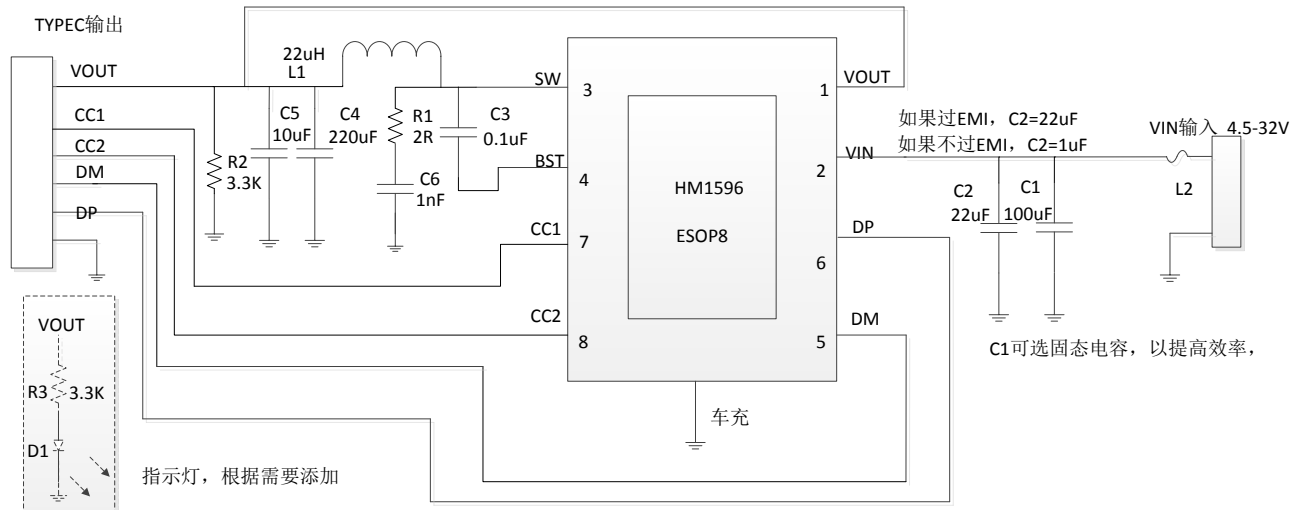 TYPEC输出
VOUT
CC1
CC2
DM
DP
22uH
L1
C5
10uF
C4
220uF
R2
3.3K
R1
2R
C6
1nF
C3
0.1uF
SW
3
BST
4
CC1
7
CC2
8
HM1596
ESOP8
1
VOUT
2
VIN
6
DP
5
DM
如果过EMI，C2=22uF
如果不过EMI，C2=1uF
VIN输入 4.5-32V
C2
22uF
C1
100uF
L2
C1可选固态电容，以提高效率，
车充
VOUT
R3
3.3K
D1
指示灯，根据需要添加